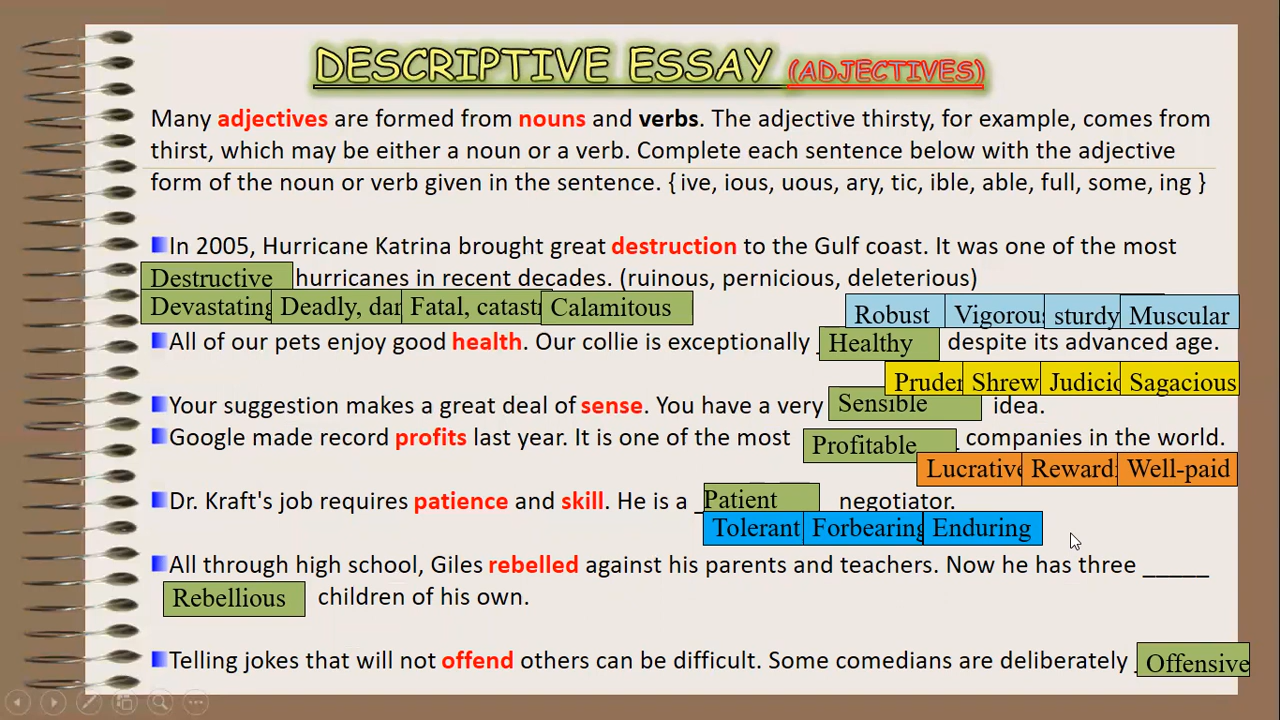 DESCRIPTIVE ESSAY (ADJECTIVES)
Many adjectives are formed from nouns and verbs. The adjective thirsty, for example, comes from
thirst, which may be either a noun or a verb. Complete each sentence below with the adjective
form of the noun or verb given in the sentence. { ive, ious, uous, ary, tic, ible, able, full, some, ing }
In 2005, Hurricane Katrina brought great destruction to the Gulf coast. It was one of the most
Destructive hurricanes in recent decades. (ruinous, pernicious, deleterious)
Devastating Deadly, dar Fatal, catast Calamitous
Robust Vigorous sturdy Muscular
All of our pets enjoy good health. Our collie is exceptionally _ Healthy despite its advanced age.
Pruden Shrew Judicio Sagacious
Your suggestion makes a great deal of sense. You have a very Sensible idea.
Google made record profits last year. It is one of the most Profitable companies in the world.
Lucrative Rewardi Well-paid
Dr. Kraft's job requires patience and skill. He is a _ Patient negotiator.
Tolerant Forbearing Enduring
All through high school, Giles rebelled against his parents and teachers. Now he has three _____
Rebellious children of his own.
Telling jokes that will not offend others can be difficult. Some comedians are deliberately _ Offensive